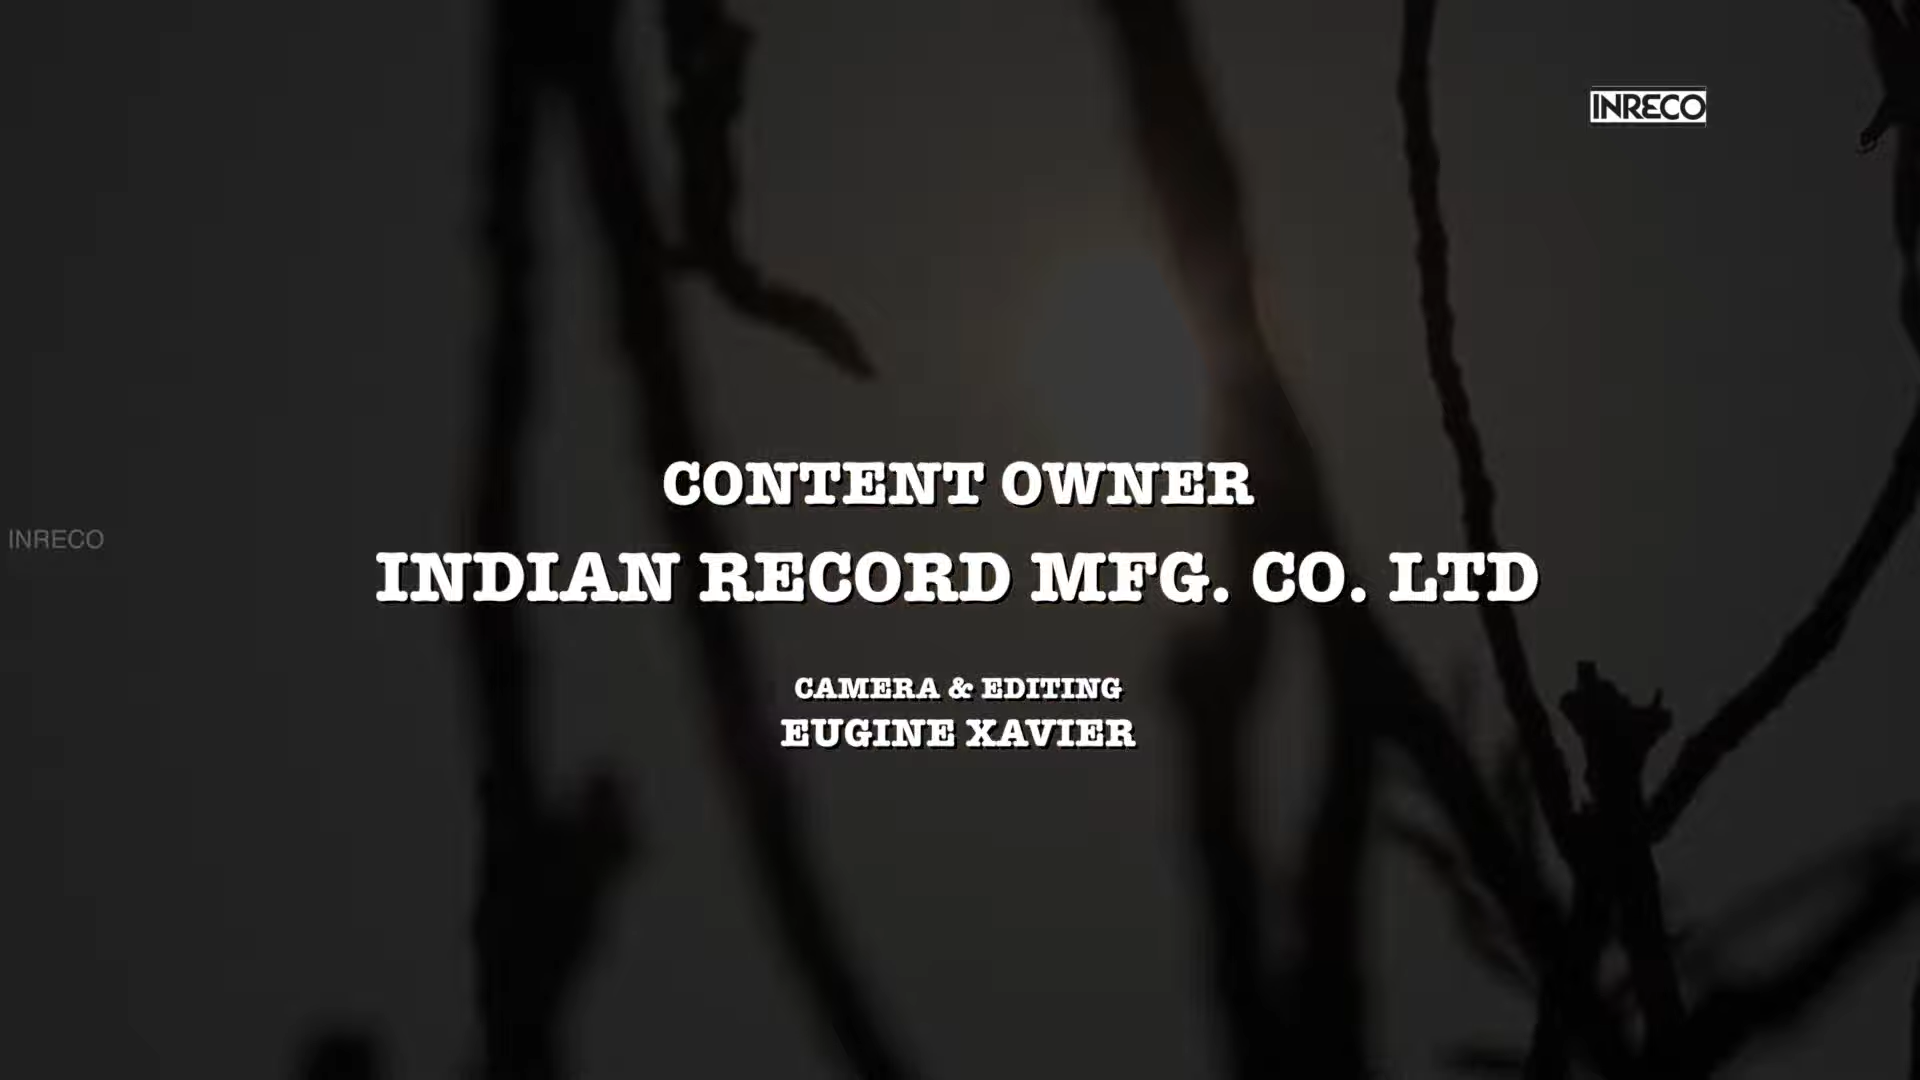 INRECO
CONTENT OWNER
INRECO
INDIAN RECORD MFG. CO. LTD
CAMERA & EDITING
EUGINE XAVIER